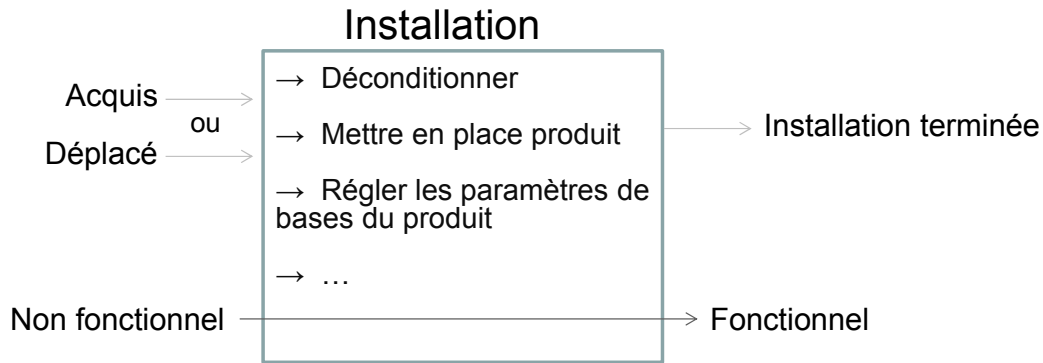 Installation
→ Déconditionner
Acquis
ou
→ Mettre en place produit
Installation terminée
Déplacé
→ Régler les paramètres de
bases du produit
→ …
Non fonctionnel
Fonctionnel